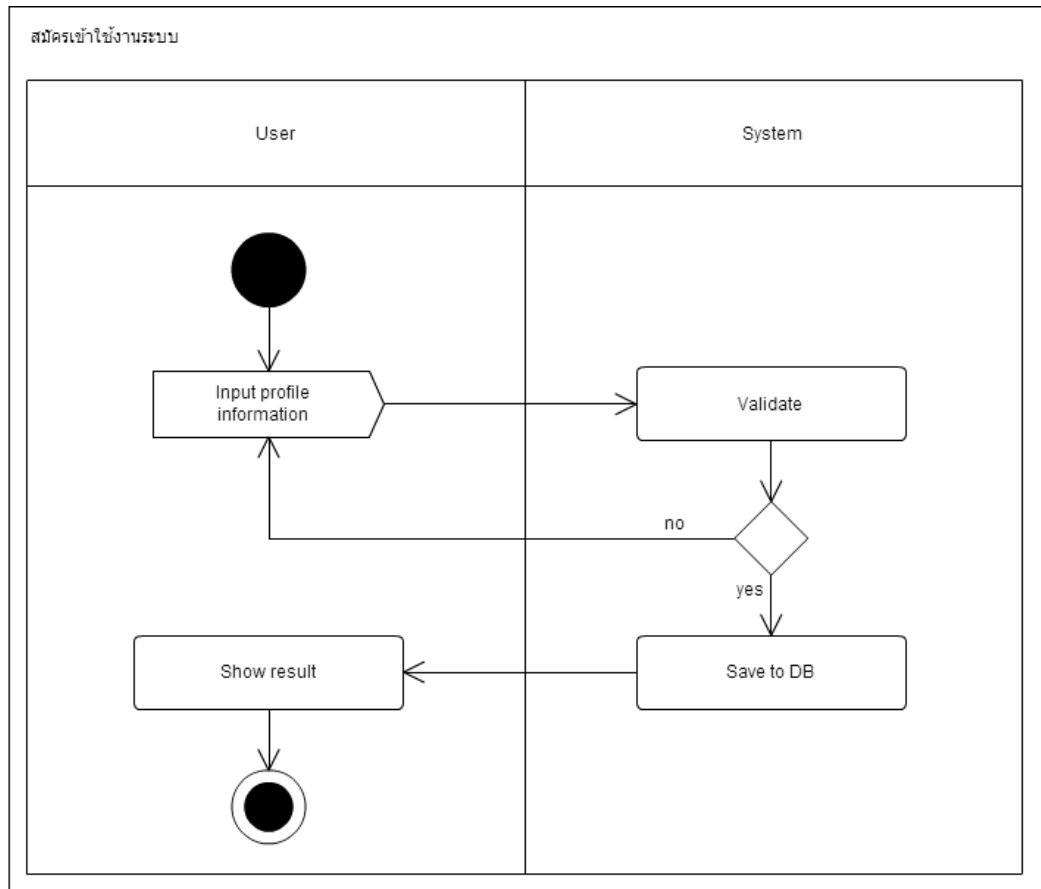 สมัครเข้าใช้งานระบบ
User
System
Input profile
information
Validate
no
yes
Show result
Save to DB